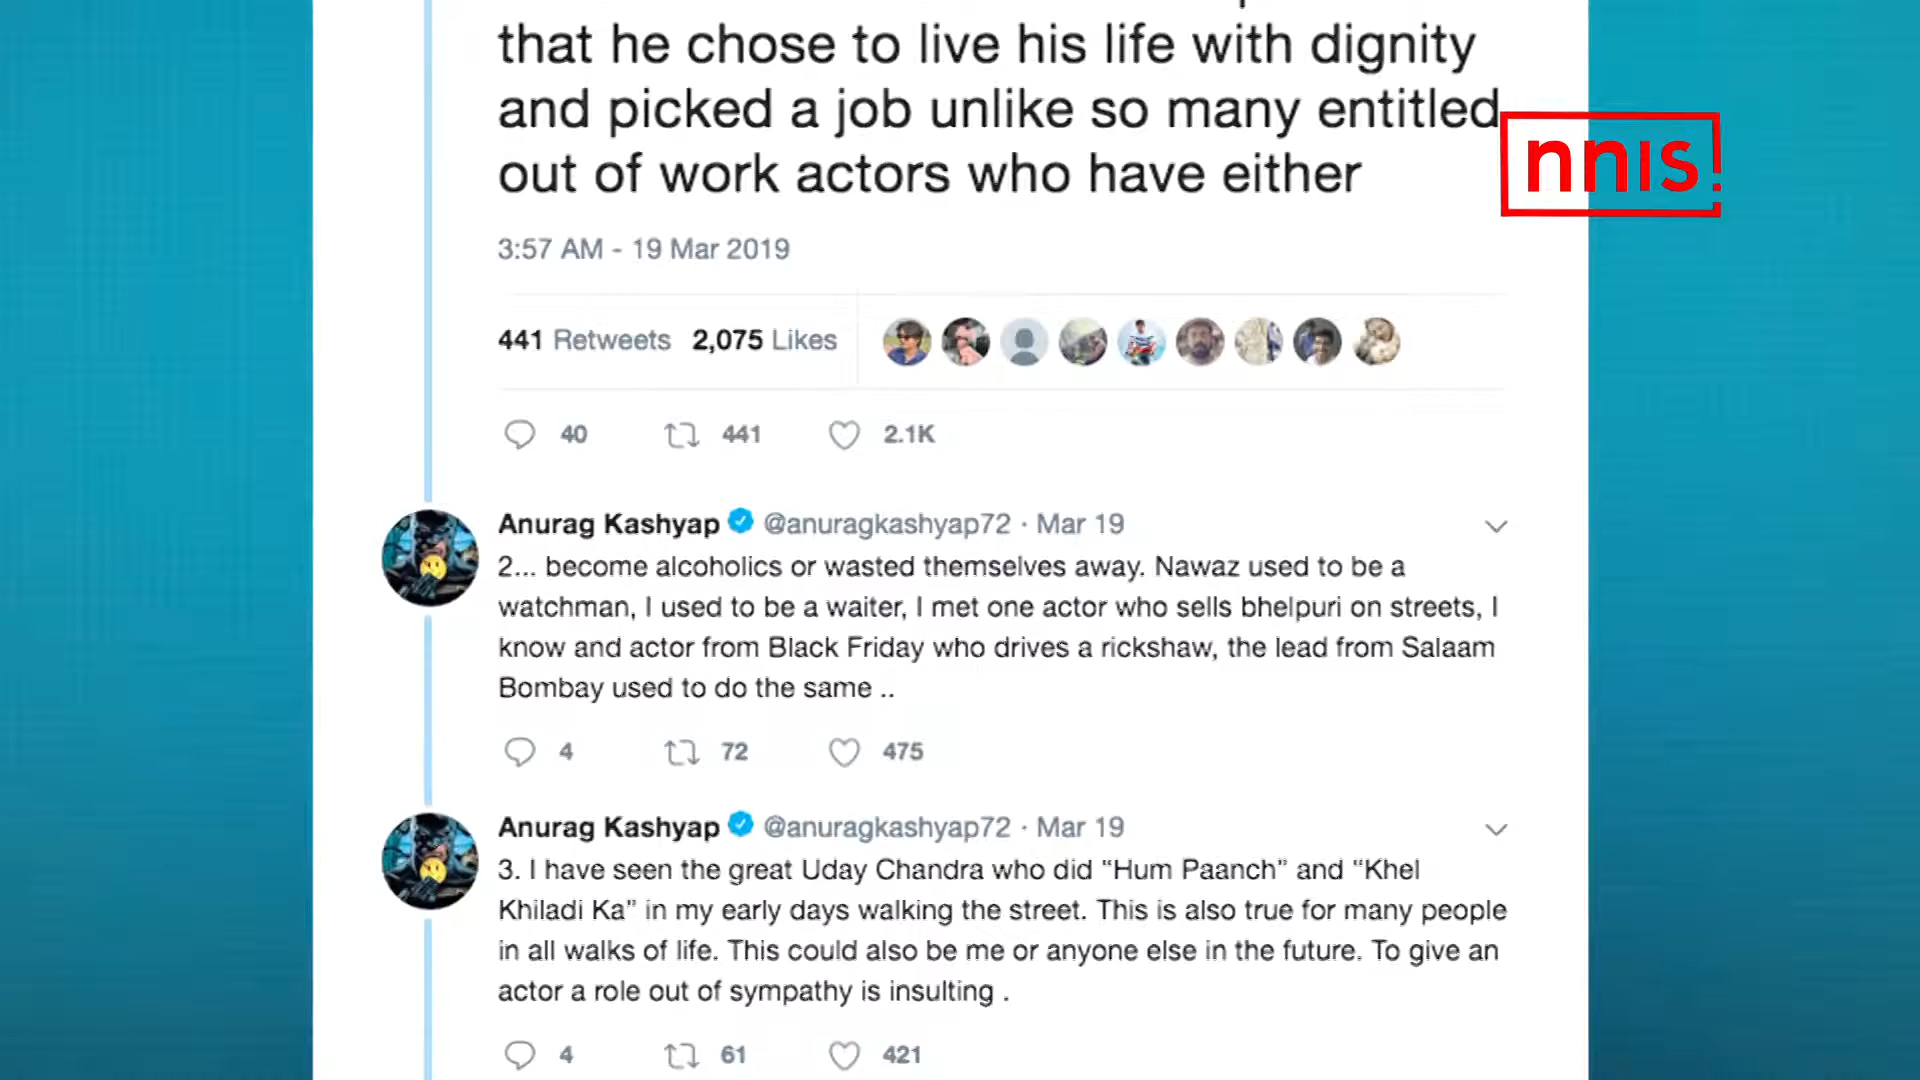 that he chose to live his life with dignity
and picked a job unlike so many entitled
out of work actors who have either
nnis!
3:57 AM - 19 Mar 2019
441 Retweets 2,075 Likes
40 441 2.1K
Anurag Kashyap @anuragkashyap72 · Mar 19
2... become alcoholics or wasted themselves away. Nawaz used to be a
watchman, I used to be a waiter, I met one actor who sells bhelpuri on streets, I
know and actor from Black Friday who drives a rickshaw, the lead from Salaam
Bombay used to do the same ..
4 72 475
Anurag Kashyap @anuragkashyap72 · Mar 19
3. I have seen the great Uday Chandra who did “Hum Paanch” and “Khel
Khiladi Ka” in my early days walking the street. This is also true for many people
in all walks of life. This could also be me or anyone else in the future. To give an
actor a role out of sympathy is insulting .
4 61 421